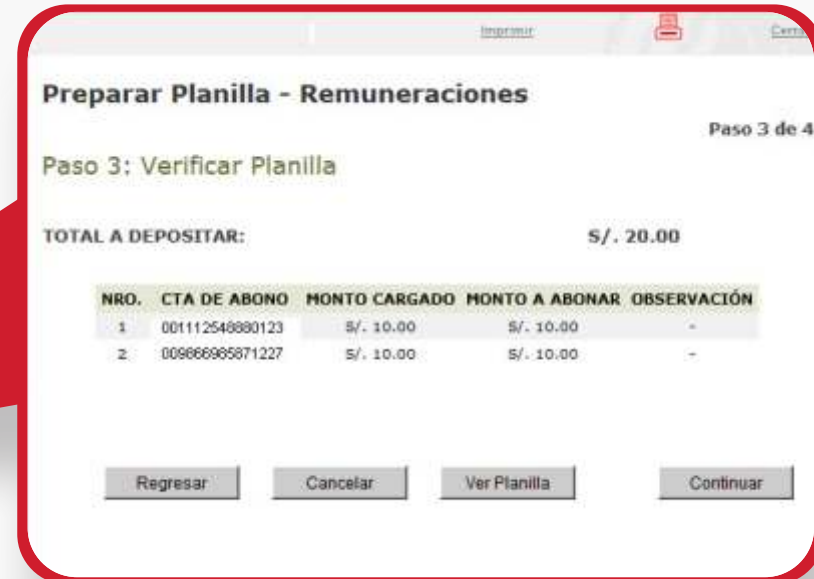 Imprimir
Preparar Planilla - Remuneraciones
Paso 3 de 4
Paso 3: Verificar Planilla
TOTAL A DEPOSITAR: S/. 20.00
NRO. CTA DE ABONO MONTO CARGADO MONTO A ABONAR OBSERVACIÓN
1 001112548880123 S/. 10.00 S/. 10.00 -
2 009866985871227 S/. 10.00 S/. 10.00 -
Regresar Cancelar Ver Planilla Continuar